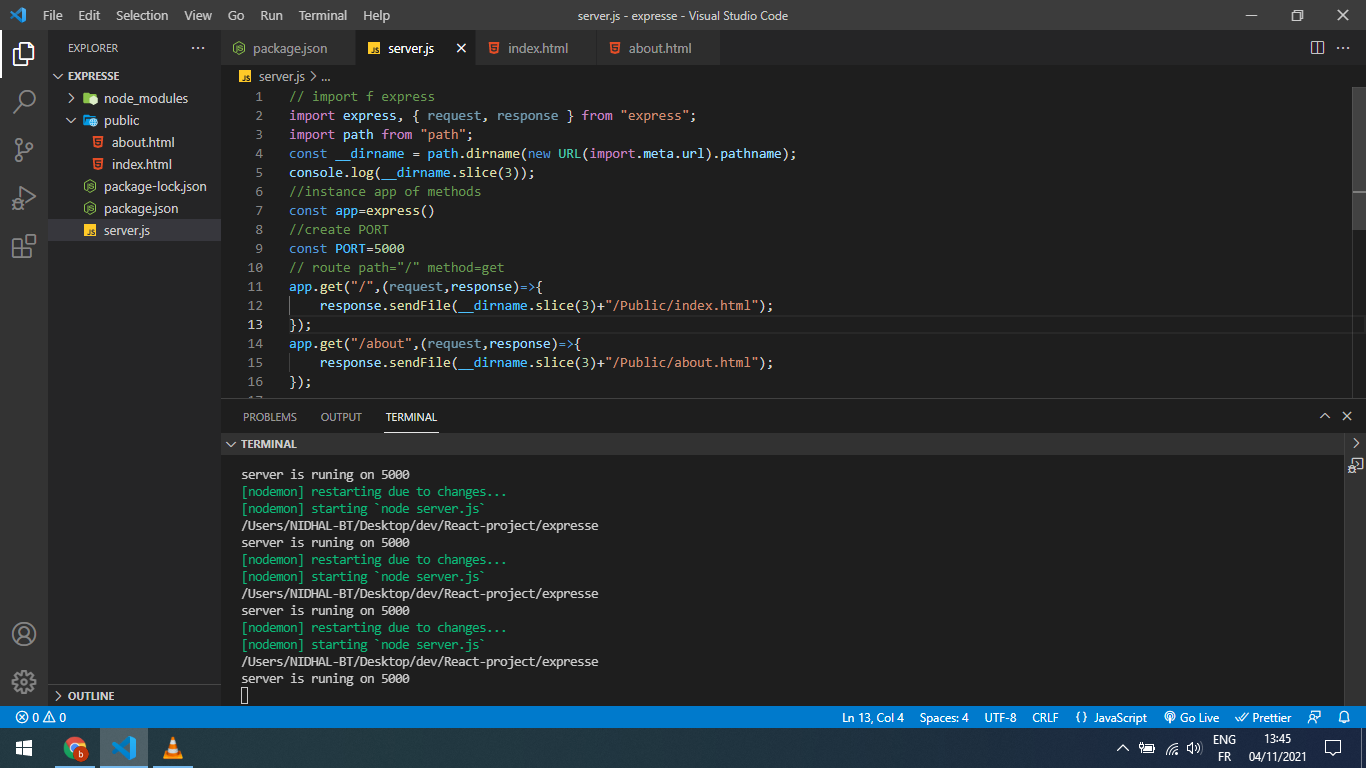 File Edit Selection View Go Run Terminal Help server.js - expresse - Visual Studio Code
EXPLORER
EXPRESSE
node_modules
public
about.html
index.html
package-lock.json
package.json
server.js
OUTLINE
package.json server.js index.html about.html
server.js > ...
1 // import f express
2 import express, { request, response } from "express";
3 import path from "path";
4 const __dirname = path.dirname(new URL(import.meta.url).pathname);
5 console.log(__dirname.slice(3));
6 //instance app of methods
7 const app=express()
8 //create PORT
9 const PORT=5000
10 // route path="/" method=get
11 app.get("/",(request,response)=>{
12 response.sendFile(__dirname.slice(3)+"/Public/index.html");
13 });
14 app.get("/about",(request,response)=>{
15 response.sendFile(__dirname.slice(3)+"/Public/about.html");
16 });
PROBLEMS OUTPUT TERMINAL
TERMINAL
server is runing on 5000
[nodemon] restarting due to changes...
[nodemon] starting `node server.js`
/Users/NIDHAL-BT/Desktop/dev/React-project/expresse
server is runing on 5000
[nodemon] restarting due to changes...
[nodemon] starting `node server.js`
/Users/NIDHAL-BT/Desktop/dev/React-project/expresse
server is runing on 5000
[nodemon] restarting due to changes...
[nodemon] starting `node server.js`
/Users/NIDHAL-BT/Desktop/dev/React-project/expresse
server is runing on 5000
0 0 Ln 13, Col 4 Spaces: 4 UTF-8 CRLF {} JavaScript Go Live Prettier
ENG 13:45
FR 04/11/2021